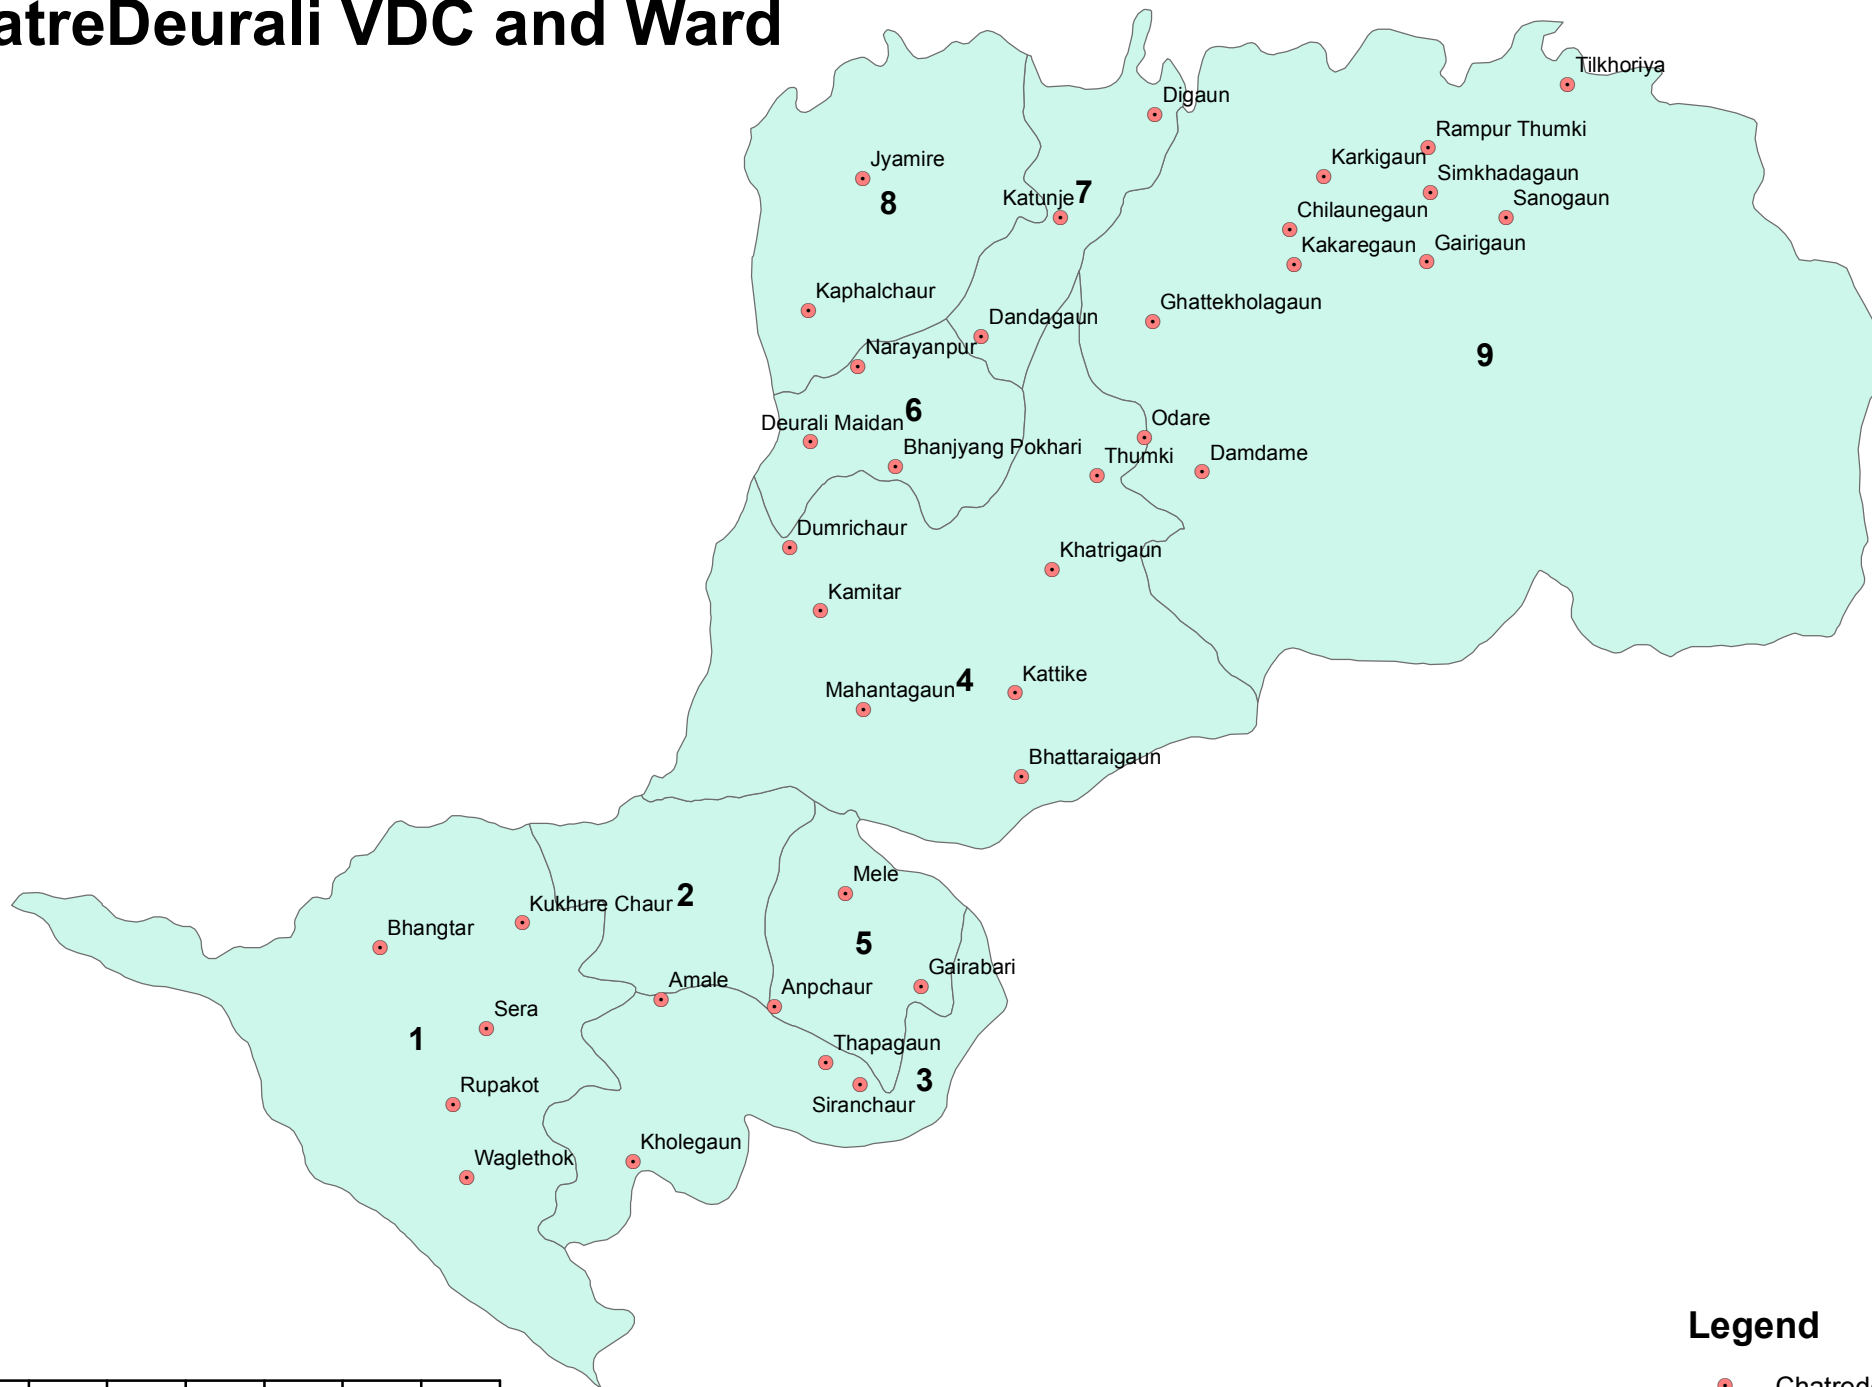 atreDeurali VDC and Ward
Tilkhoriya
Digaun
Rampur Thumki
Karkigaun
Jyamire
Simkhadagaun
7
Katunje
Sanogaun
8
Chilaunegaun
Kakaregaun
Gairigaun
Kaphalchaur
Ghattekholagaun
Dandagaun
Narayanpur
9
6
Deurali Maidan
Odare
Bhanjyang Pokhari
Thumki
Damdame
Dumrichaur
Khatrigaun
Kamitar
4
Kattike
Mahantagaun
Bhattaraigaun
Mele
2
Kukhure Chaur
Bhangtar
5
Gairabari
Amale
Anpchaur
Sera
1
Thapagaun
3
Rupakot
Siranchaur
Kholegaun
Waglethok
Legend